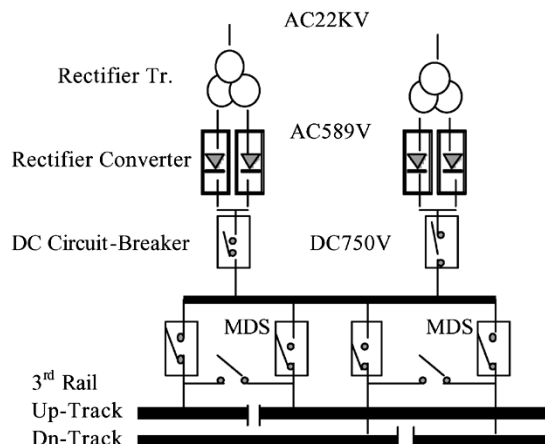 AC22KV
Rectifier Tr.
AC589V
Rectifier Converter
DC Circuit-Breaker
DC750V
MDS
MDS
3rd Rail
Up-Track
Dn-Track